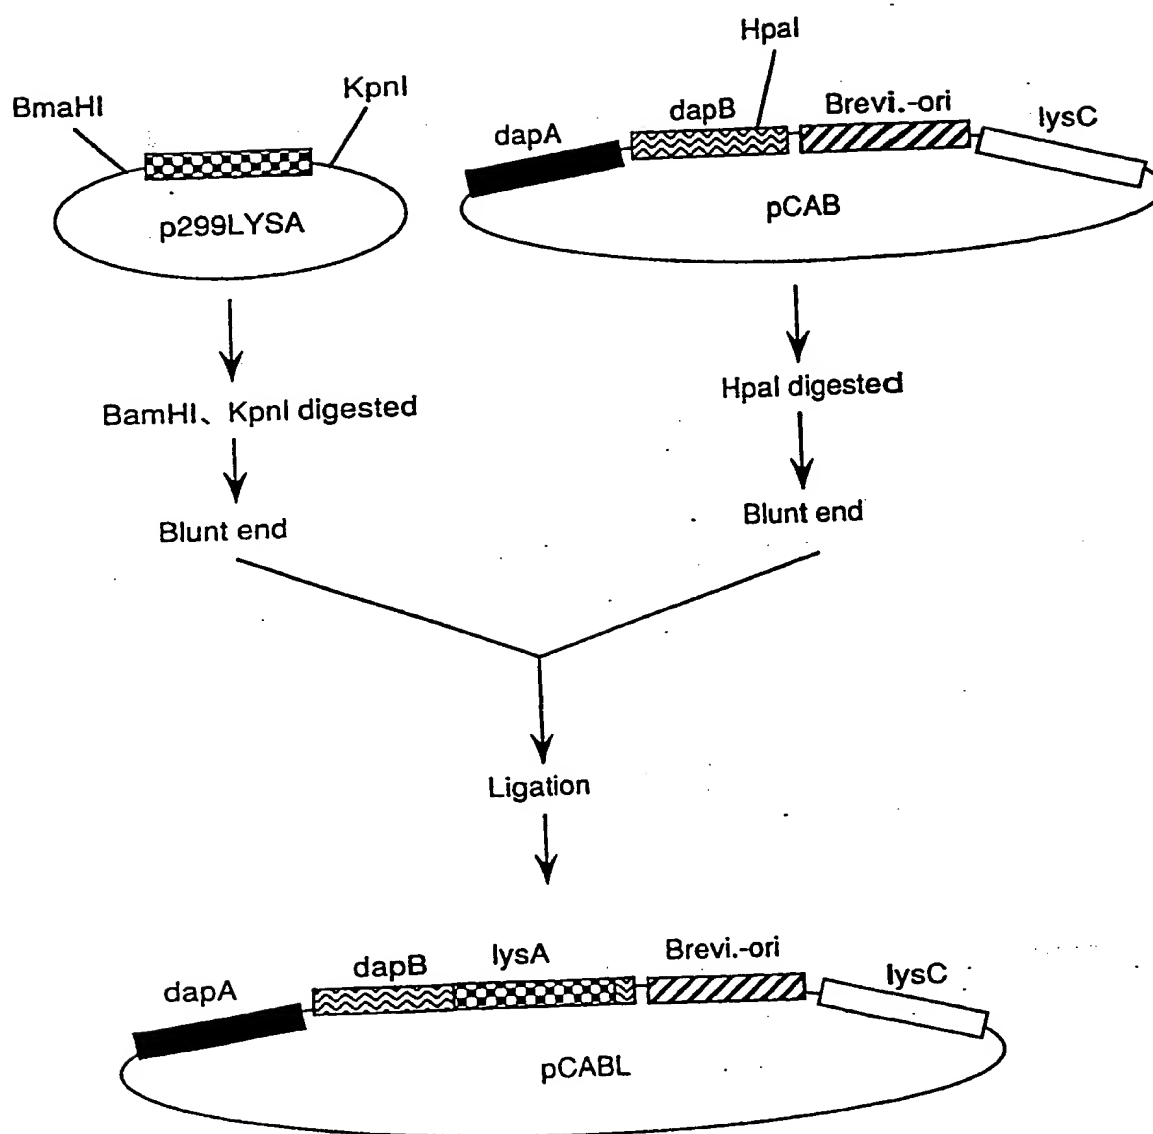 HpaI
BmaHI
KpnI
dapA
dapB
Brevi.-ori
lysC
p299LYSA
pCAB
BamHI、KpnI digested
HpaI digested
Blunt end
Blunt end
Ligation
dapA
dapB
lysA
Brevi.-ori
lysC
pCABL